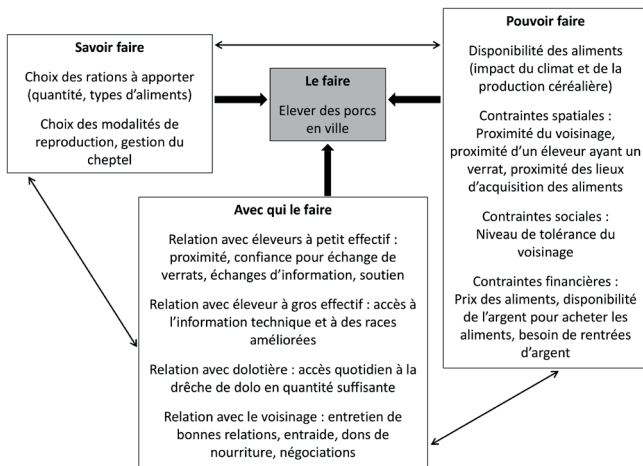 Savoir faire
Choix des rations à apporter
(quantité, types d'aliments)
Choix des modalités de
reproduction, gestion du
cheptel
Le faire
Elever des porcs
en ville
Pouvoir faire
Disponibilité des aliments
(impact du climat et de la
production céréalière)
Contraintes spatiales :
Proximité du voisinage,
proximité d'un éleveur ayant un
verrat, proximité des lieux
d'acquisition des aliments
Contraintes sociales :
Niveau de tolérance du
voisinage
Contraintes financières :
Prix des aliments, disponibilité
de l'argent pour acheter les
aliments, besoin de rentrées
d'argent
Avec qui le faire
Relation avec éleveurs à petit effectif :
proximité, confiance pour échange de
verrats, échanges d'information, soutien
Relation avec éleveur à gros effectif : accès à
l'information technique et à des races
améliorées
Relation avec dolotière : accès quotidien à la
drêche de dolo en quantité suffisante
Relation avec le voisinage : entretien de
bonnes relations, entraide, dons de
nourriture, négociations